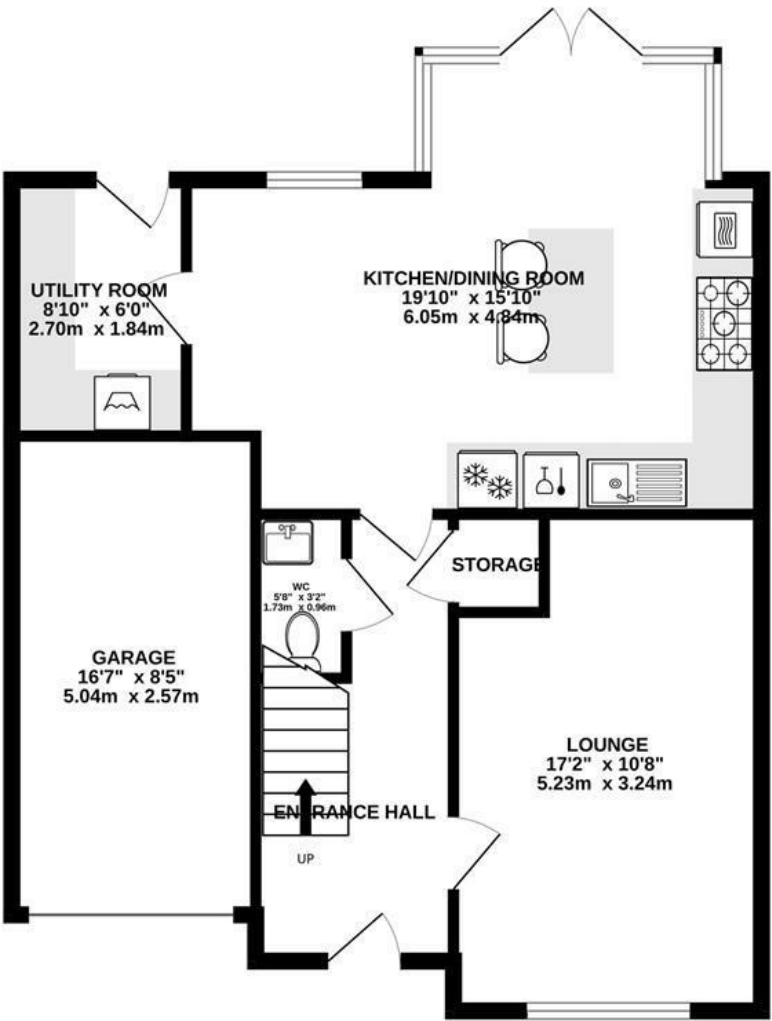 KITCHEN/DINING ROOM
19'10" x 15'10"
6.05m x 4.84m
UTILITY ROOM
8'10" x 6'0"
2.70m x 1.84m
STORAGE
WC
5'8" x 3'2"
1.73m x 0.96m
GARAGE
16'7" x 8'5"
5.04m x 2.57m
LOUNGE
17'2" x 10'8"
5.23m x 3.24m
ENTRANCE HALL
UP